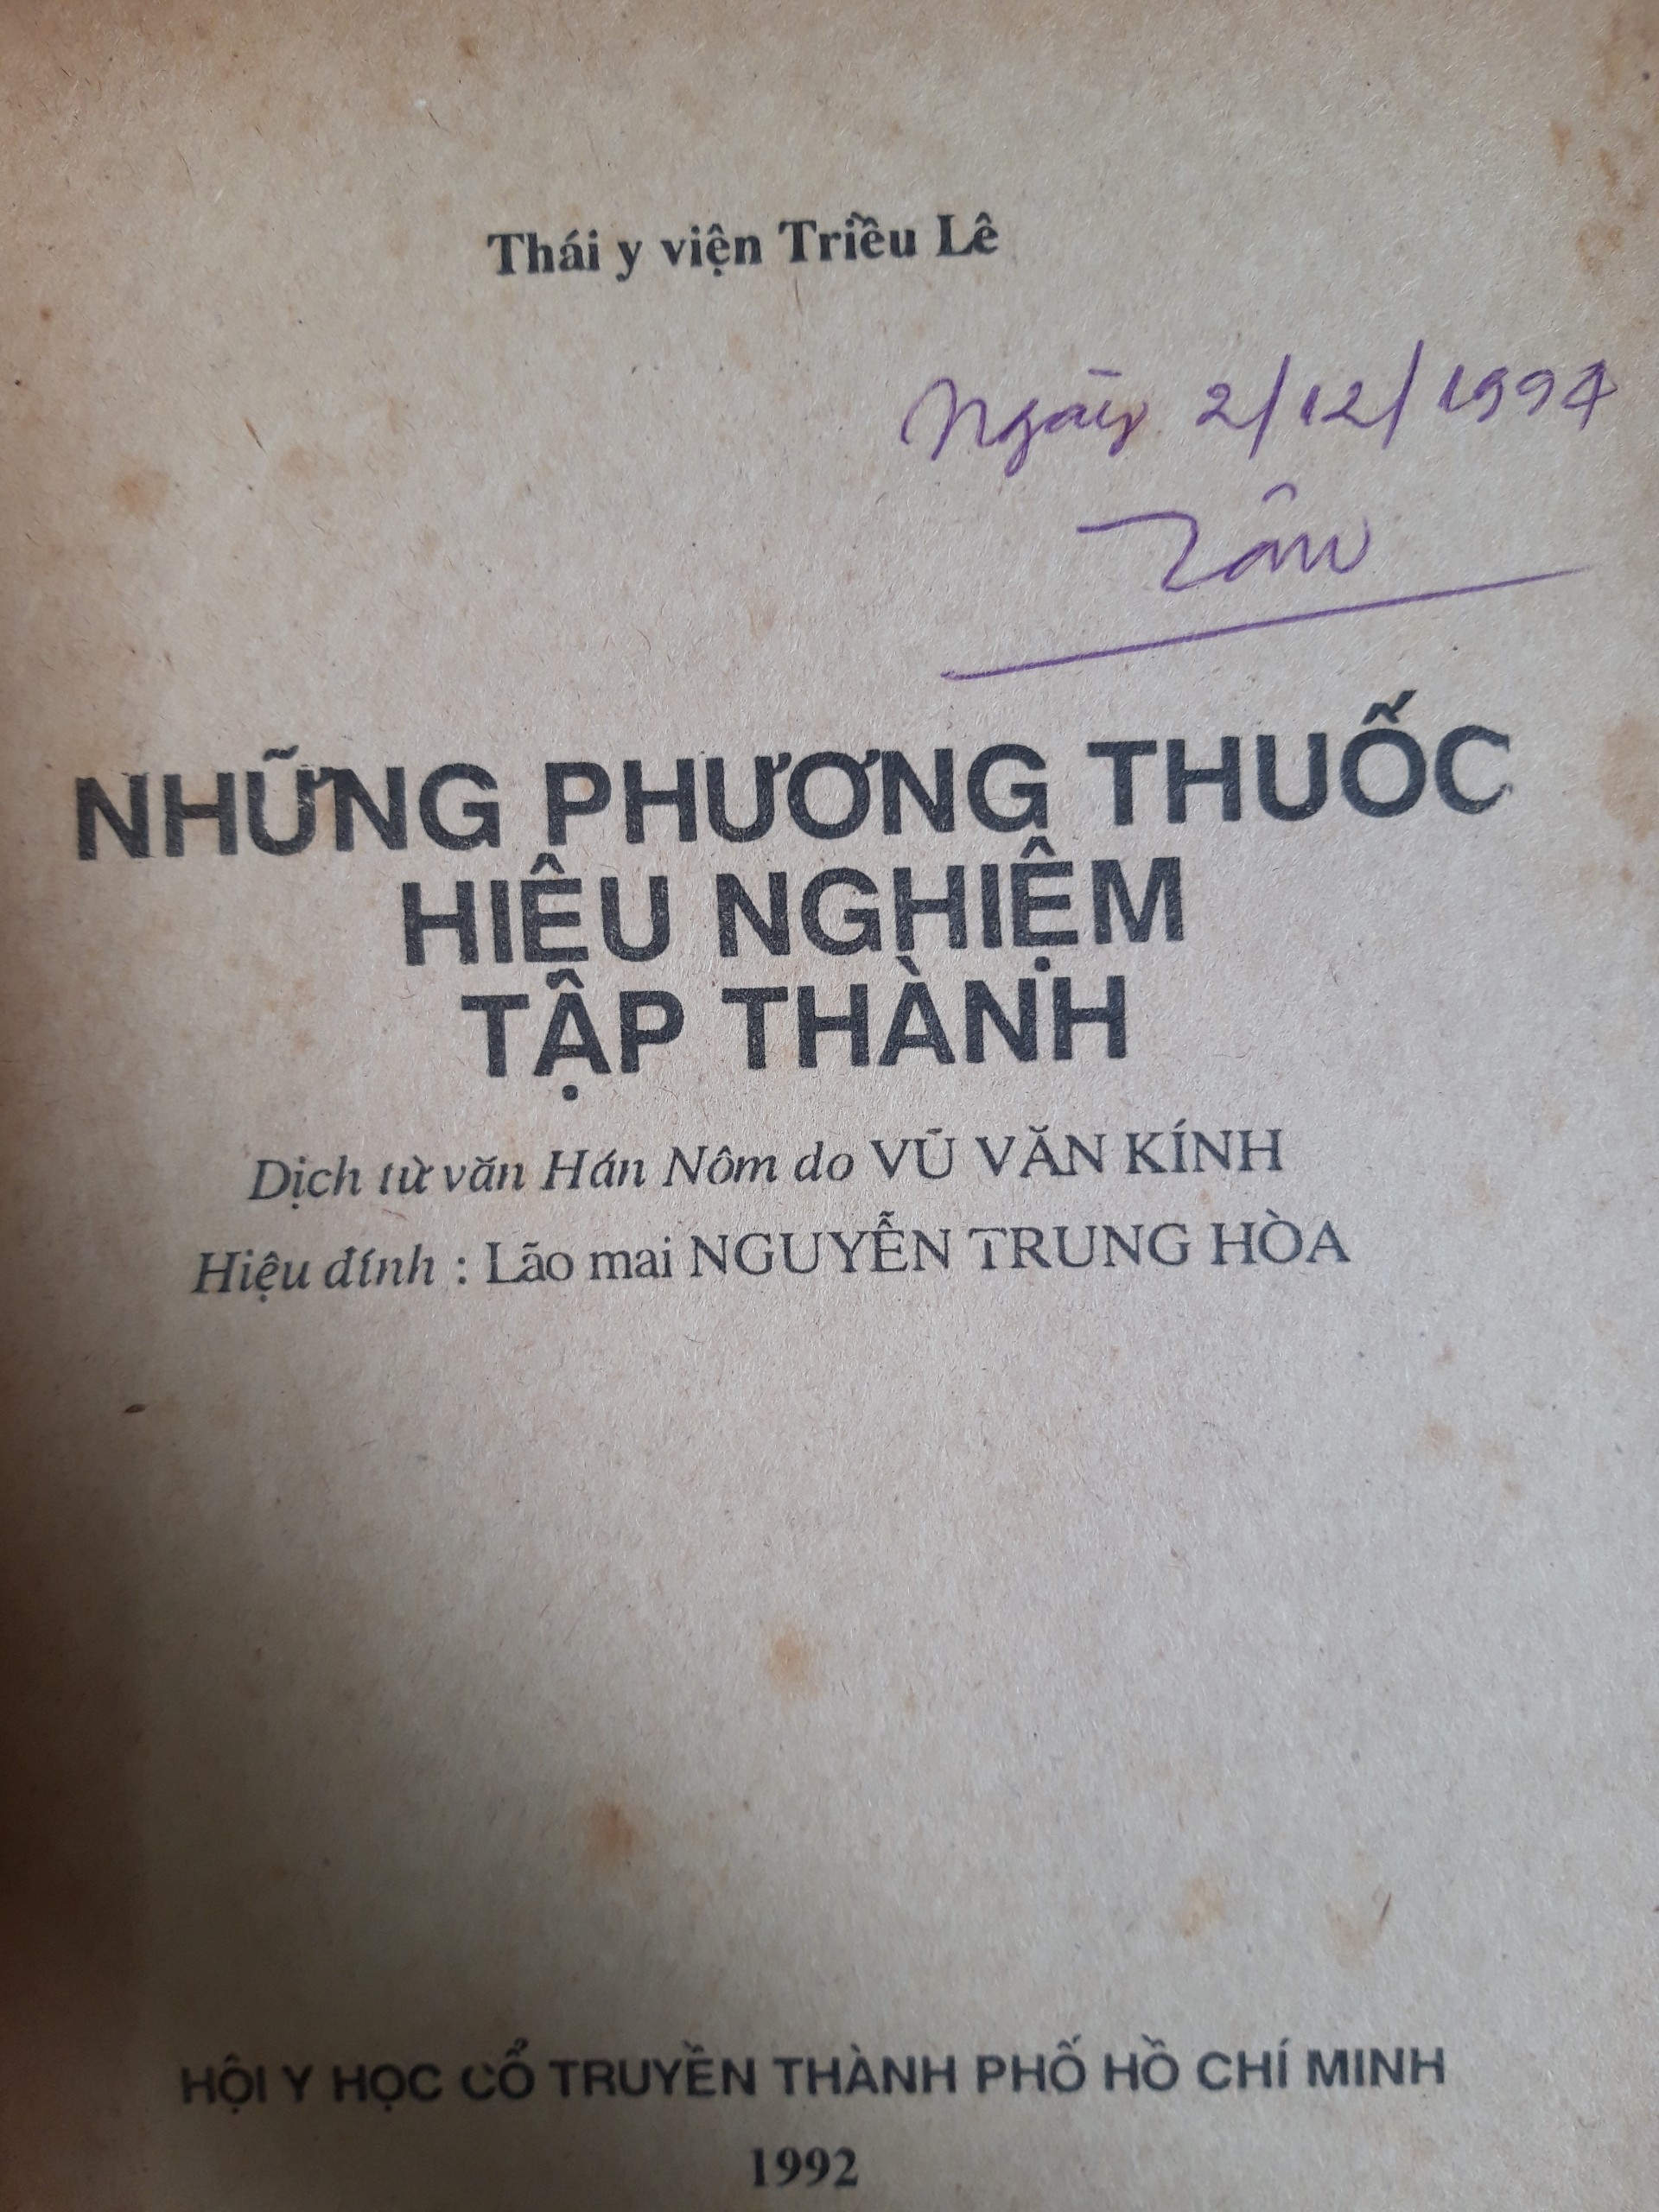 Thái y viện Triều Lê
Ngày 2/12/1994
Tâm
NHỮNG PHƯƠNG THUỐC
HIÊU NGHIỆM
TẬP THÀNH
Dịch từ văn Hán Nôm do VŨ VĂN KÍNH
Hiệu đính : Lão mai NGUYỄN TRUNG HÒA
HỘI Y HỌC CỔ TRUYỀN THÀNH PHỐ HỒ CHÍ MINH
1992